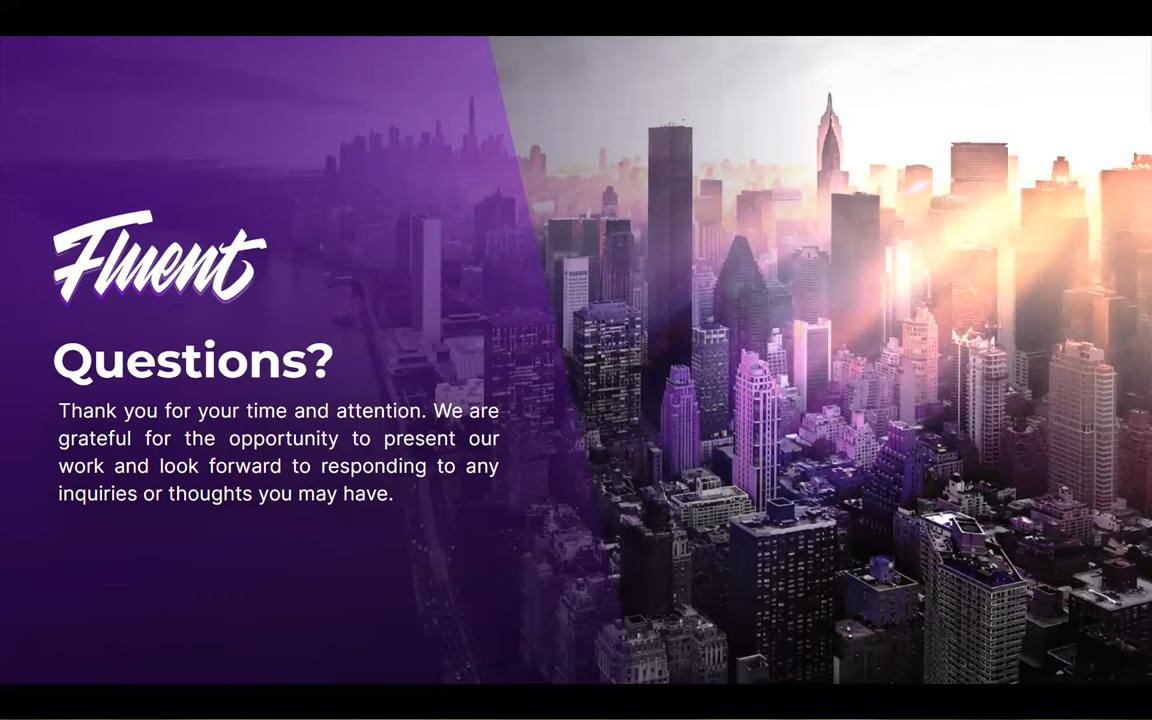 Fluent
Questions?
Thank you for your time and attention. We are
grateful for the opportunity to present our
work and look forward to responding to any
inquiries or thoughts you may have.